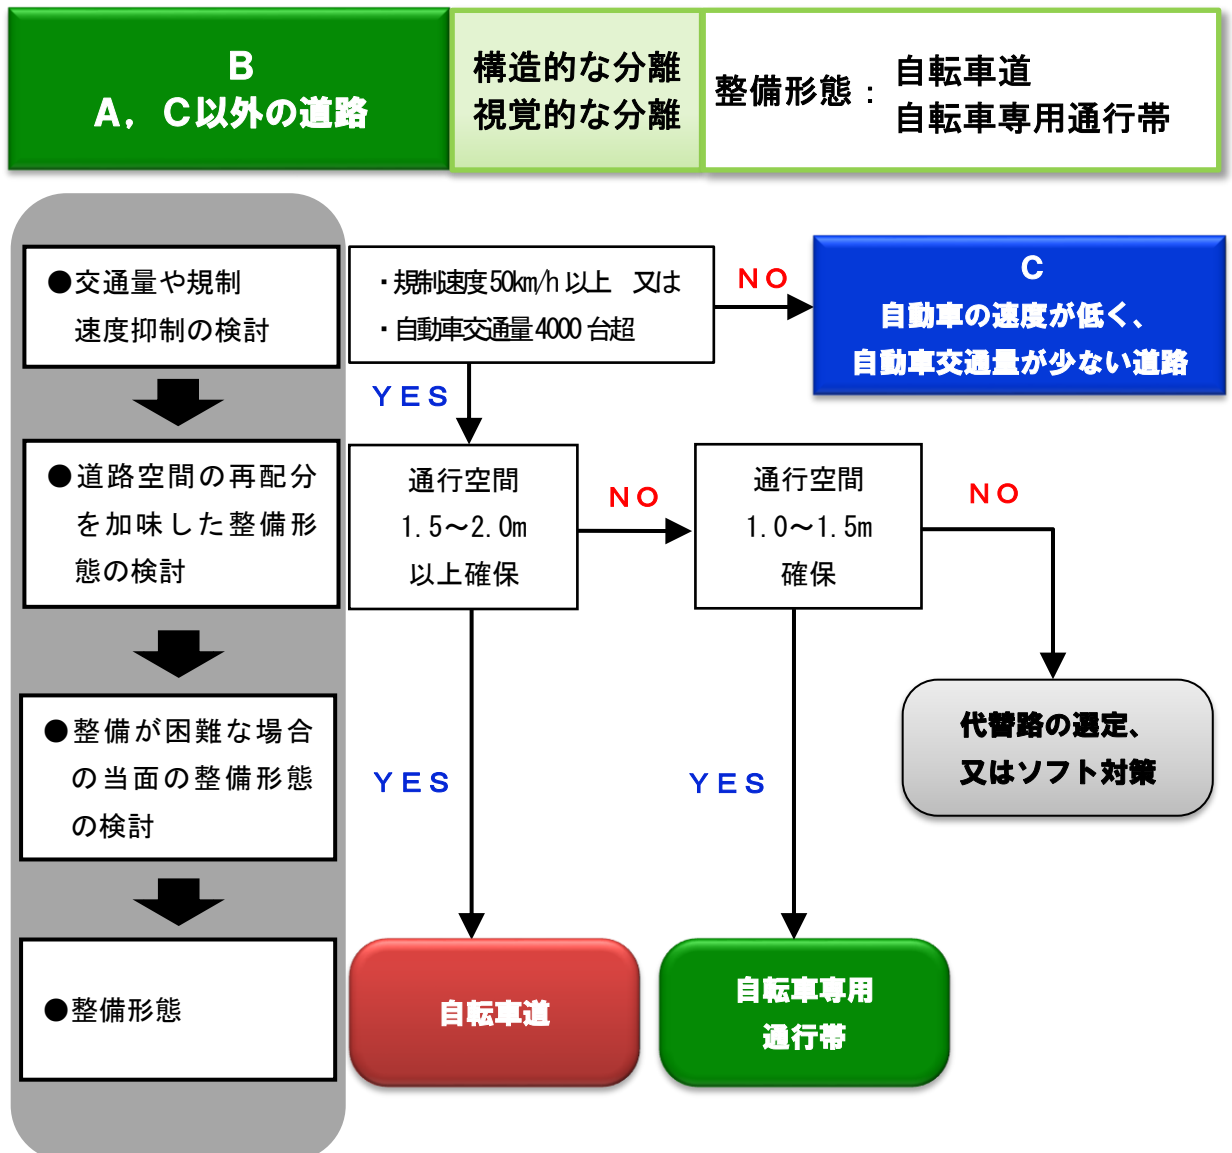 B
A，C以外の道路
構造的な分離
視覚的な分離
整備形態：
自転車道
自転車専用通行帯
●交通量や規制
速度抑制の検討
・規制速度50km/h以上　又は
・自動車交通量4000台超
NO
C
自動車の速度が低く、
自動車交通量が少ない道路
YES
●道路空間の再配分
を加味した整備形
態の検討
通行空間
1.5～2.0m
以上確保
NO
通行空間
1.0～1.5m
確保
NO
●整備が困難な場合
の当面の整備形態
の検討
YES
YES
代替路の選定、
又はソフト対策
●整備形態
自転車道
自転車専用
通行帯